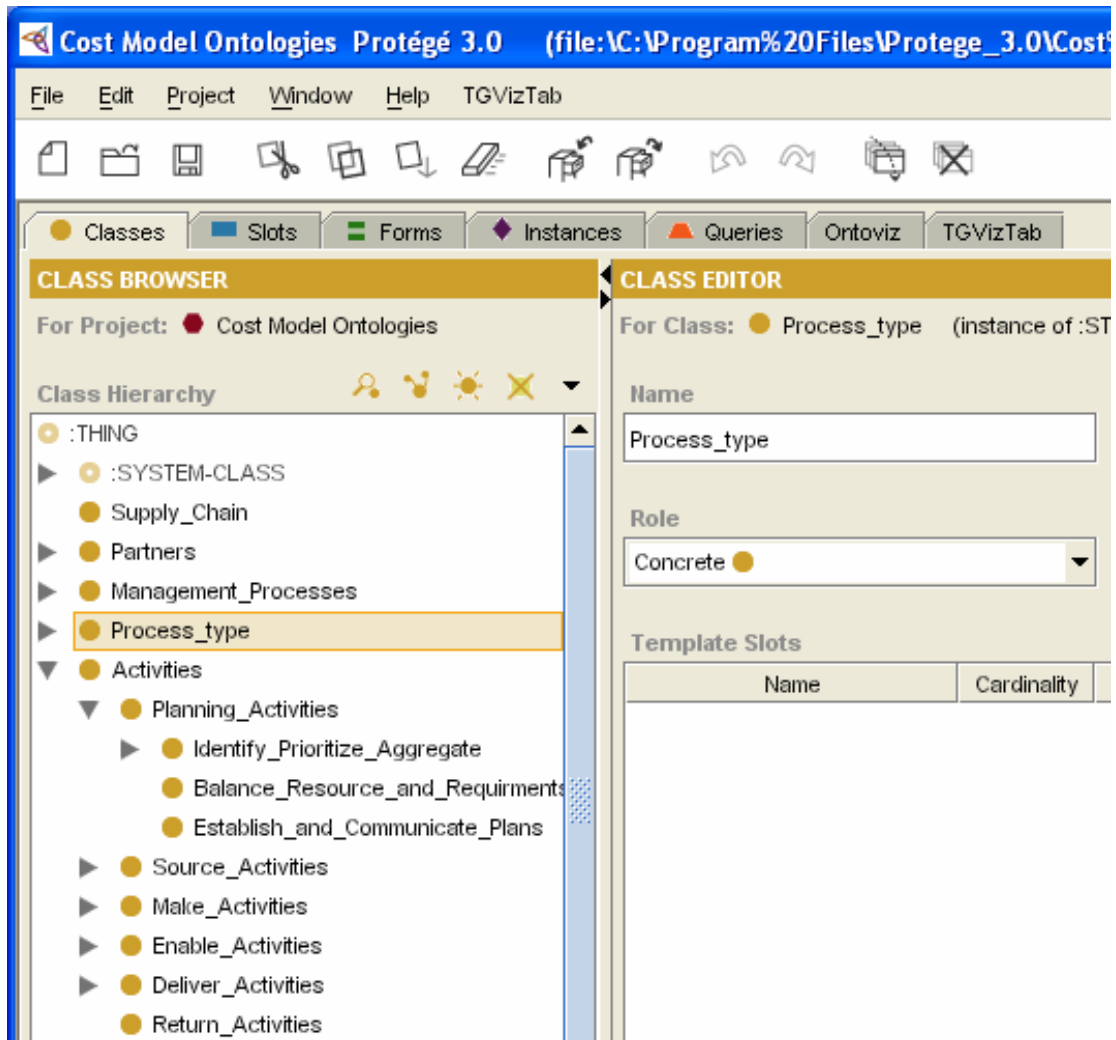 Cost Model Ontologies Protégé 3.0 (file:\C:\Program%20Files\Protege_3.0\Cost%
File Edit Project Window Help TGVizTab
Classes Slots Forms Instances Queries Ontoviz TGVizTab
CLASS BROWSER
For Project: Cost Model Ontologies
Class Hierarchy
:THING
:SYSTEM-CLASS
Supply_Chain
Partners
Management_Processes
Process_type
Activities
Planning_Activities
Identify_Prioritize_Aggregate
Balance_Resource_and_Requirments
Establish_and_Communicate_Plans
Source_Activities
Make_Activities
Enable_Activities
Deliver_Activities
Return_Activities
CLASS EDITOR
For Class: Process_type (instance of :ST
Name
Process_type
Role
Concrete
Template Slots
Name Cardinality